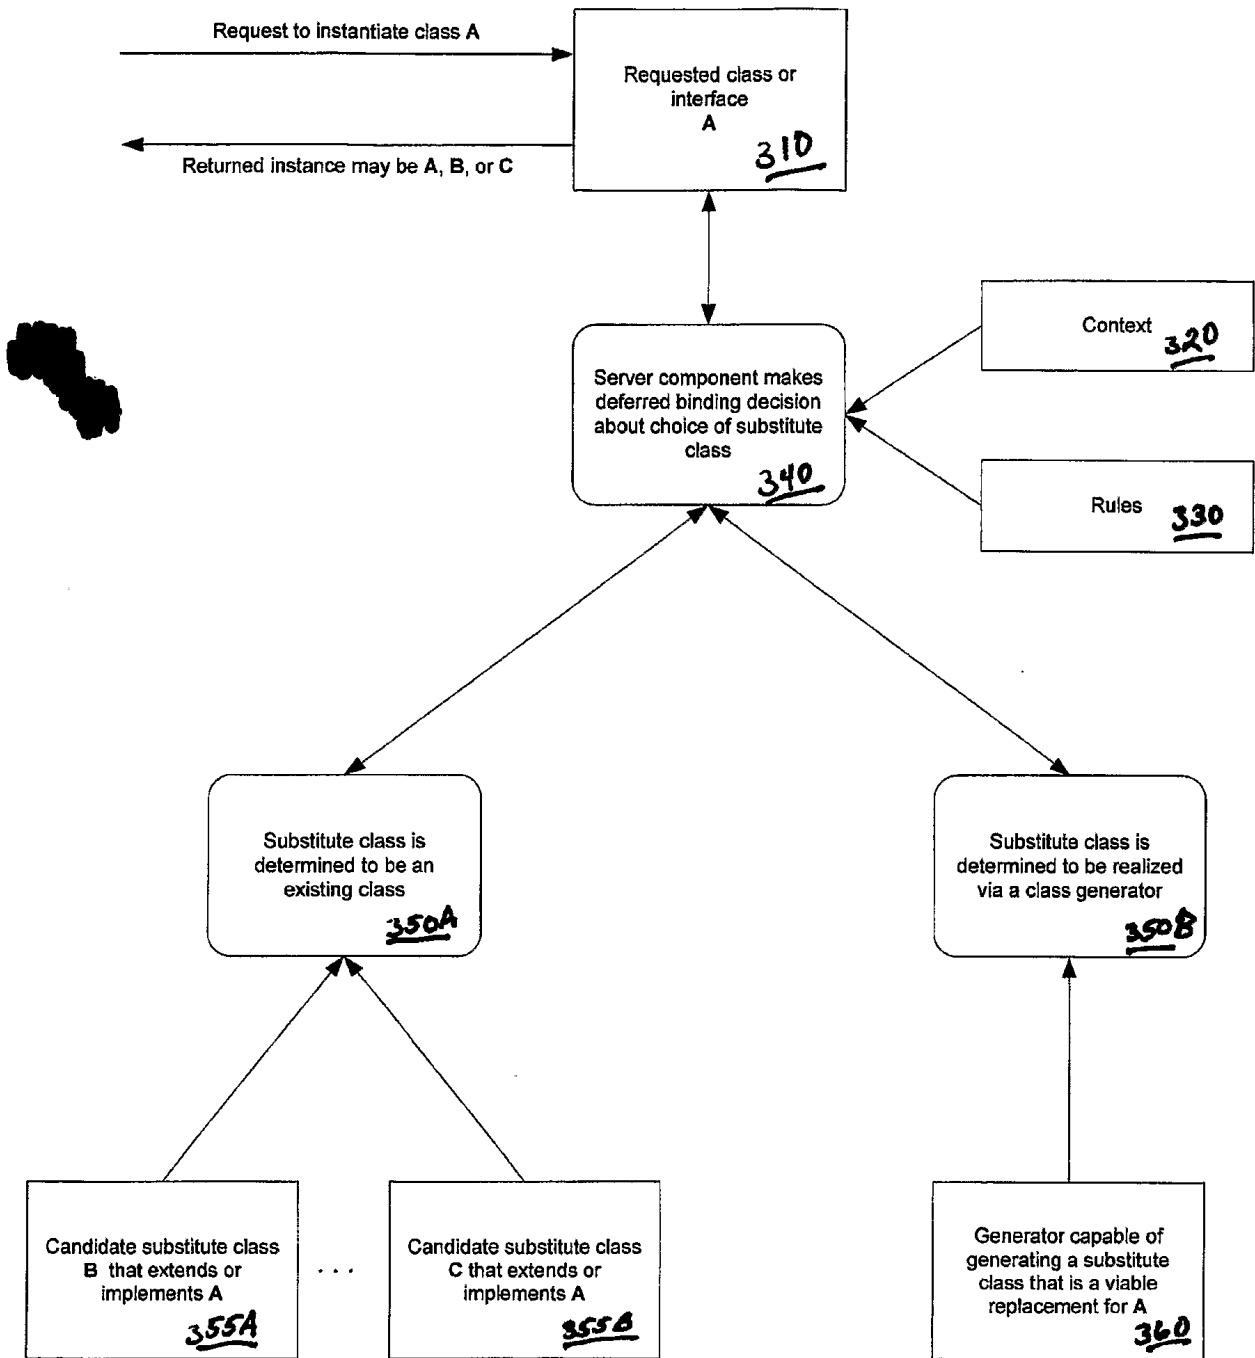 Request to instantiate class A
Returned instance may be A, B, or C
Requested class or
interface
A
310
Context
320
Server component makes
deferred binding decision
about choice of substitute
class
340
Rules
330
Substitute class is
determined to be an
existing class
350A
Substitute class is
determined to be realized
via a class generator
350B
Candidate substitute class
B that extends or
implements A
355A
. . .
Candidate substitute class
C that extends or
implements A
355B
Generator capable of
generating a substitute
class that is a viable
replacement for A
360